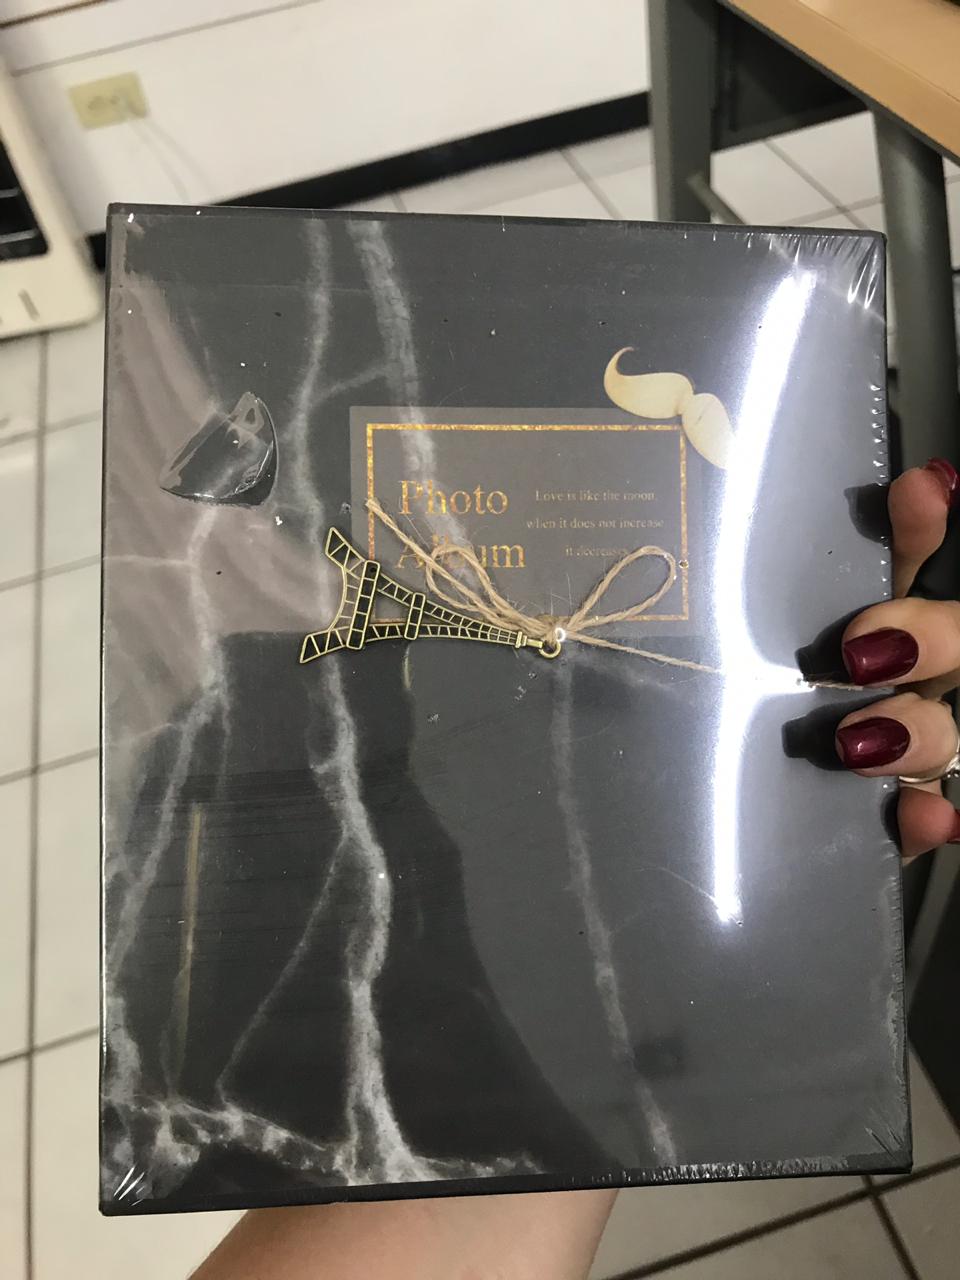 Photo
Album
Love is like the moon,
when it does not increase
it decreases